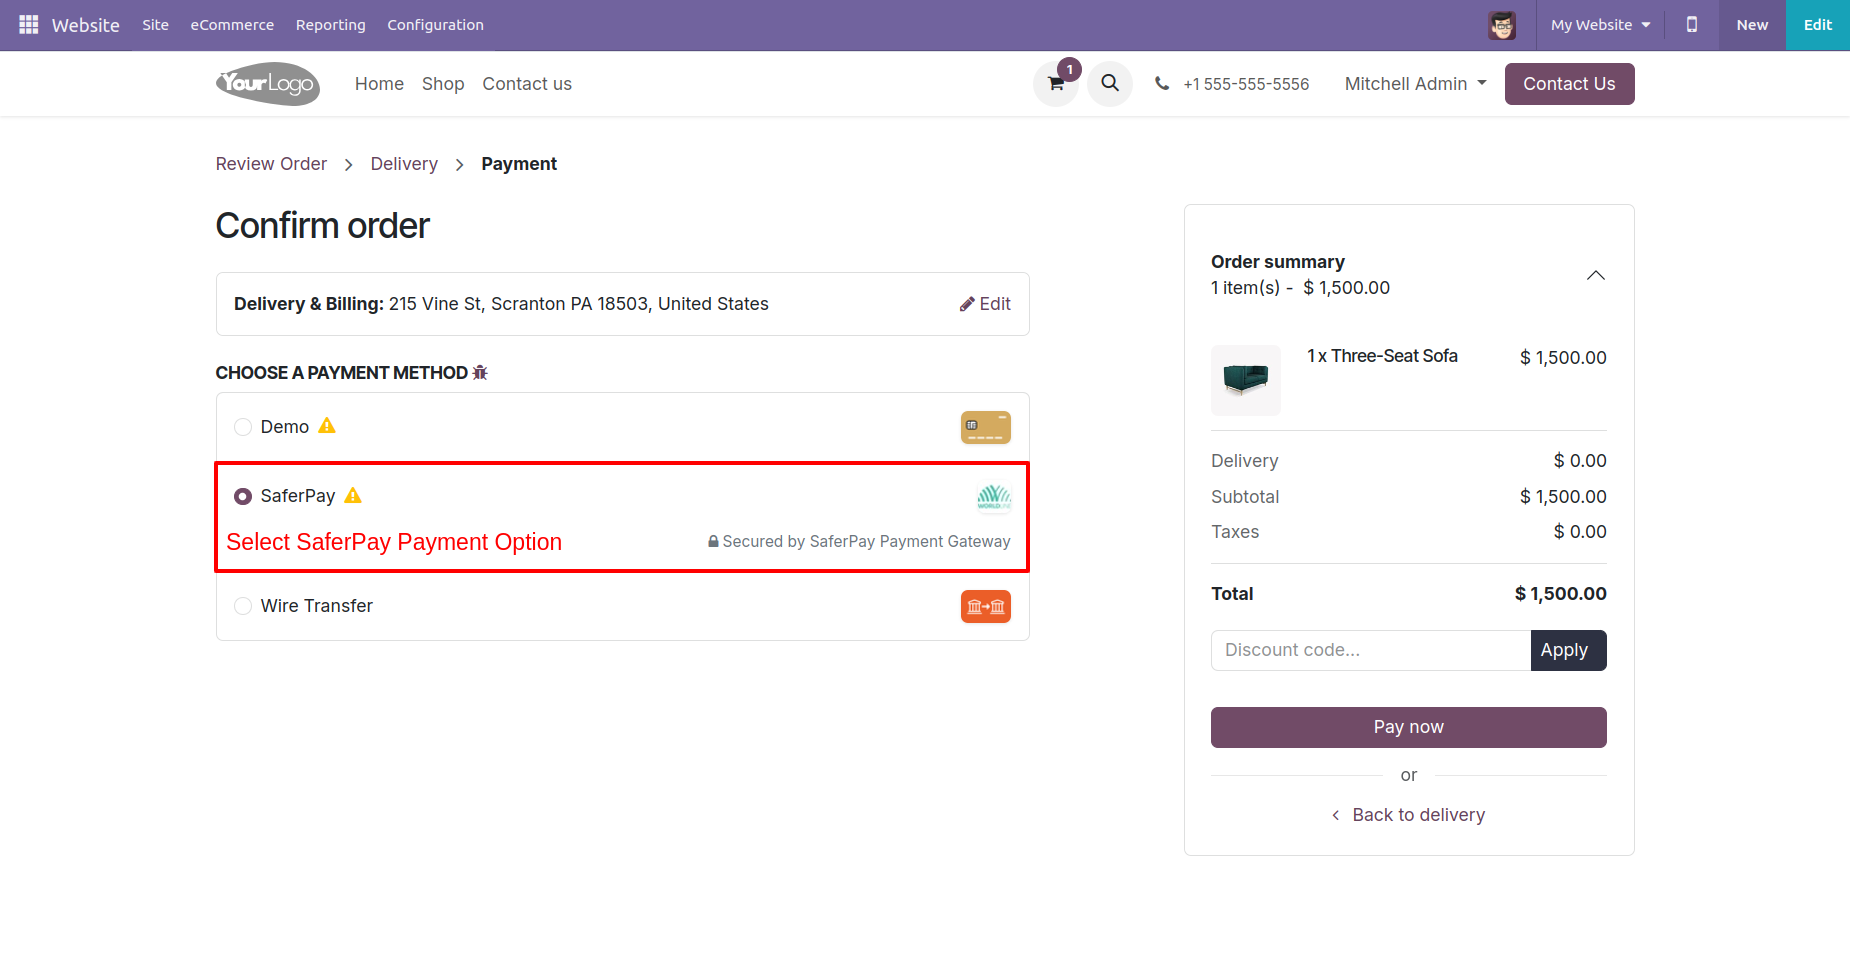 Website Site eCommerce Reporting Configuration My Website New Edit
YourLogo Home Shop Contact us 1 +1 555-555-5556 Mitchell Admin Contact Us
Review Order > Delivery > Payment
Confirm order
Delivery & Billing: 215 Vine St, Scranton PA 18503, United States Edit
CHOOSE A PAYMENT METHOD
Demo
SaferPay
WORLDLINE
Select SaferPay Payment Option
Secured by SaferPay Payment Gateway
Wire Transfer
Order summary
1 item(s) - $ 1,500.00
1 x Three-Seat Sofa $ 1,500.00
Delivery $ 0.00
Subtotal $ 1,500.00
Taxes $ 0.00
Total $ 1,500.00
Discount code... Apply
Pay now
or
Back to delivery